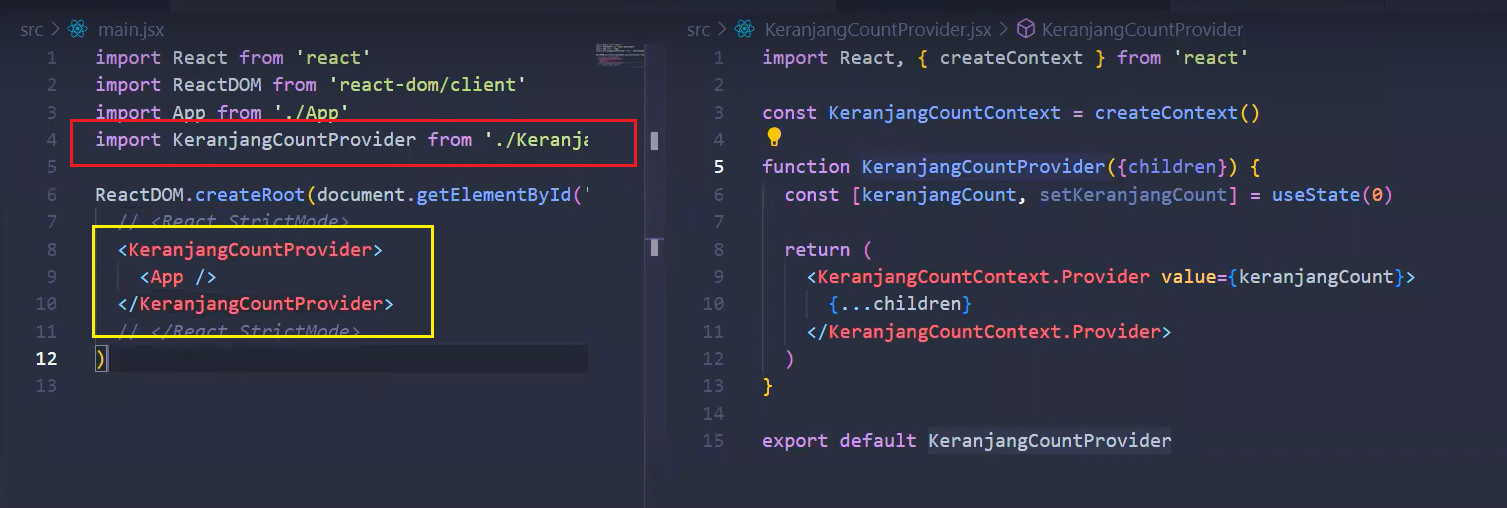 src > main.jsx
1 import React from 'react'
2 import ReactDOM from 'react-dom/client'
3 import App from './App'
4 import KeranjangCountProvider from './Keranja
5
6 ReactDOM.createRoot(document.getElementById('
7 // <React.StrictMode>
8 <KeranjangCountProvider>
9 <App />
10 </KeranjangCountProvider>
11 // </React.StrictMode>
12 )
13
src > KeranjangCountProvider.jsx > KeranjangCountProvider
1 import React, { createContext } from 'react'
2
3 const KeranjangCountContext = createContext()
4
5 function KeranjangCountProvider({children}) {
6 const [keranjangCount, setKeranjangCount] = useState(0)
7
8 return (
9 <KeranjangCountContext.Provider value={keranjangCount}>
10 {...children}
11 </KeranjangCountContext.Provider>
12 )
13 }
14
15 export default KeranjangCountProvider